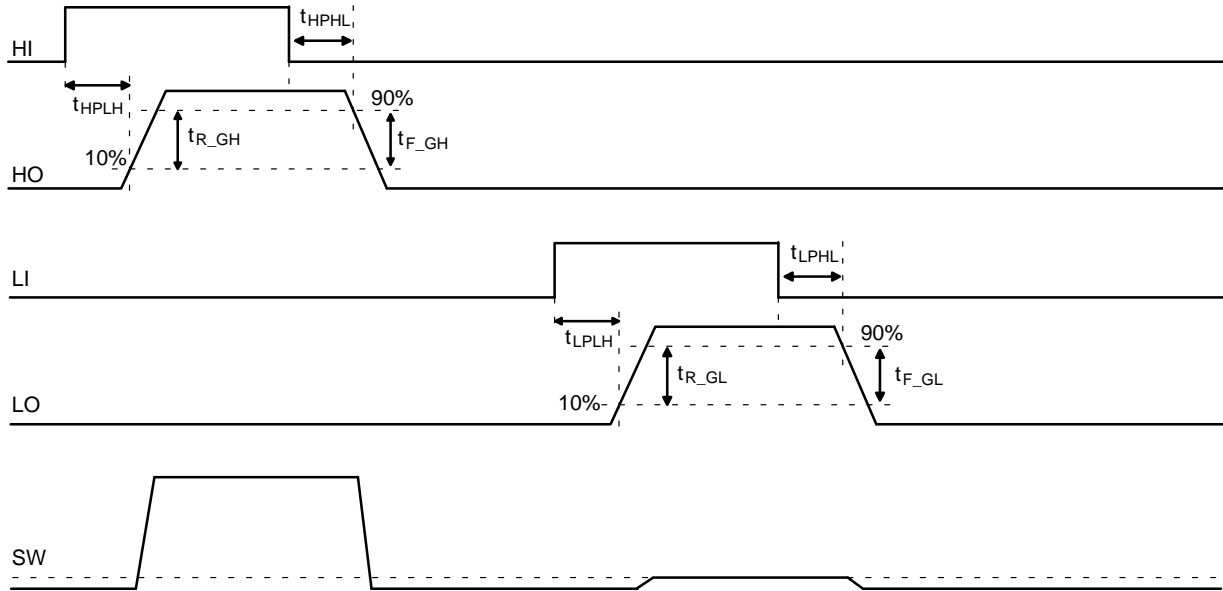 HI
tHPHL
tHPLH
90%
tR_GH
tF_GH
10%
HO
LI
tLPHL
tLPLH
90%
tR_GL
tF_GL
10%
LO
SW